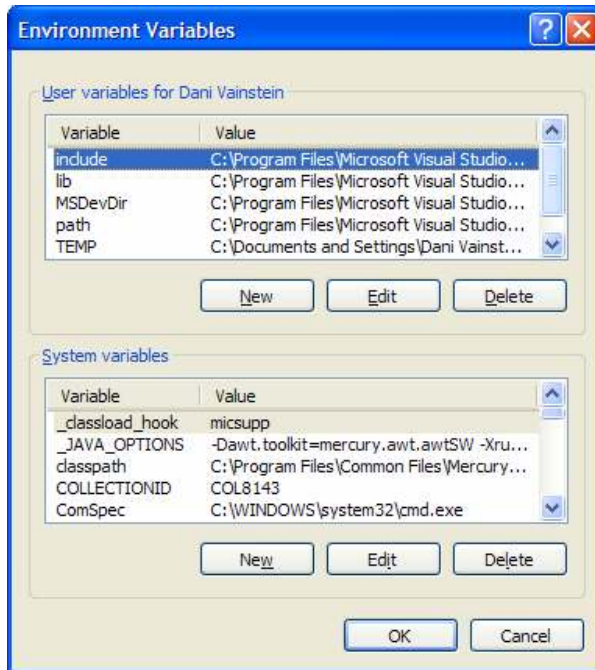 Environment Variables
User variables for Dani Vainstein
Variable Value
include C:\Program Files\Microsoft Visual Studio...
lib C:\Program Files\Microsoft Visual Studio...
MSDevDir C:\Program Files\Microsoft Visual Studio...
path C:\Program Files\Microsoft Visual Studio...
TEMP C:\Documents and Settings\Dani Vainst...
New Edit Delete
System variables
Variable Value
_classload_hook micsupp
_JAVA_OPTIONS -Dawt.toolkit=mercury.awt.awtSW -Xru...
classpath C:\Program Files\Common Files\Mercury...
COLLECTIONID COL8143
ComSpec C:\WINDOWS\system32\cmd.exe
New Edit Delete
OK Cancel